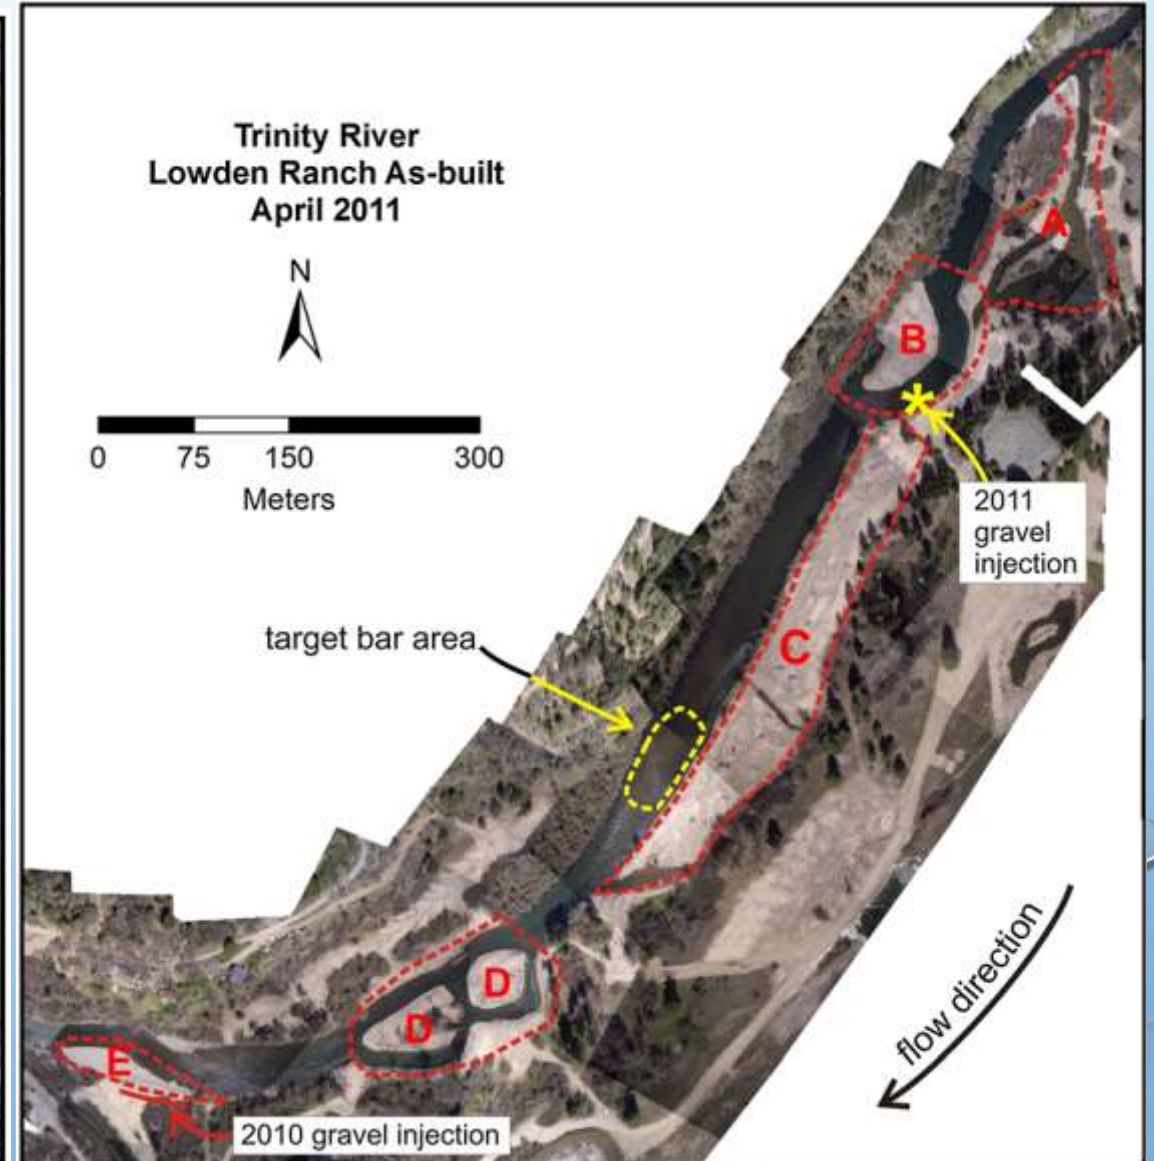 Trinity River
Lowden Ranch As-built
April 2011
N
0 75 150 300
Meters
A
B
2011
gravel
injection
target bar area
C
flow direction
D
D
E
2010 gravel injection